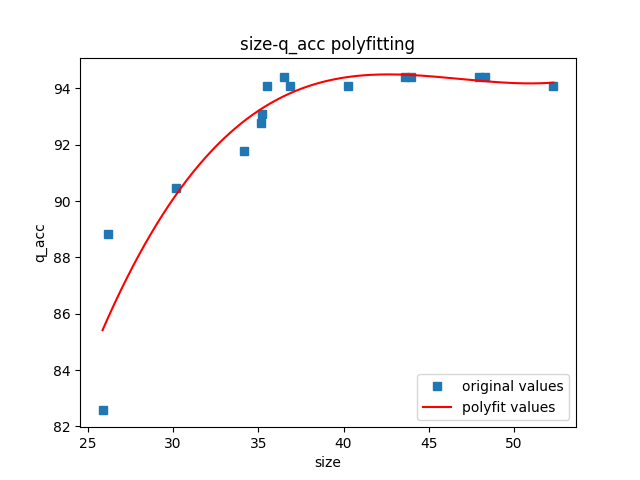 size-q_acc polyfitting
94
92
90
88
86
84
82
q_acc
25
30
35
40
45
50
size
original values
polyfit values